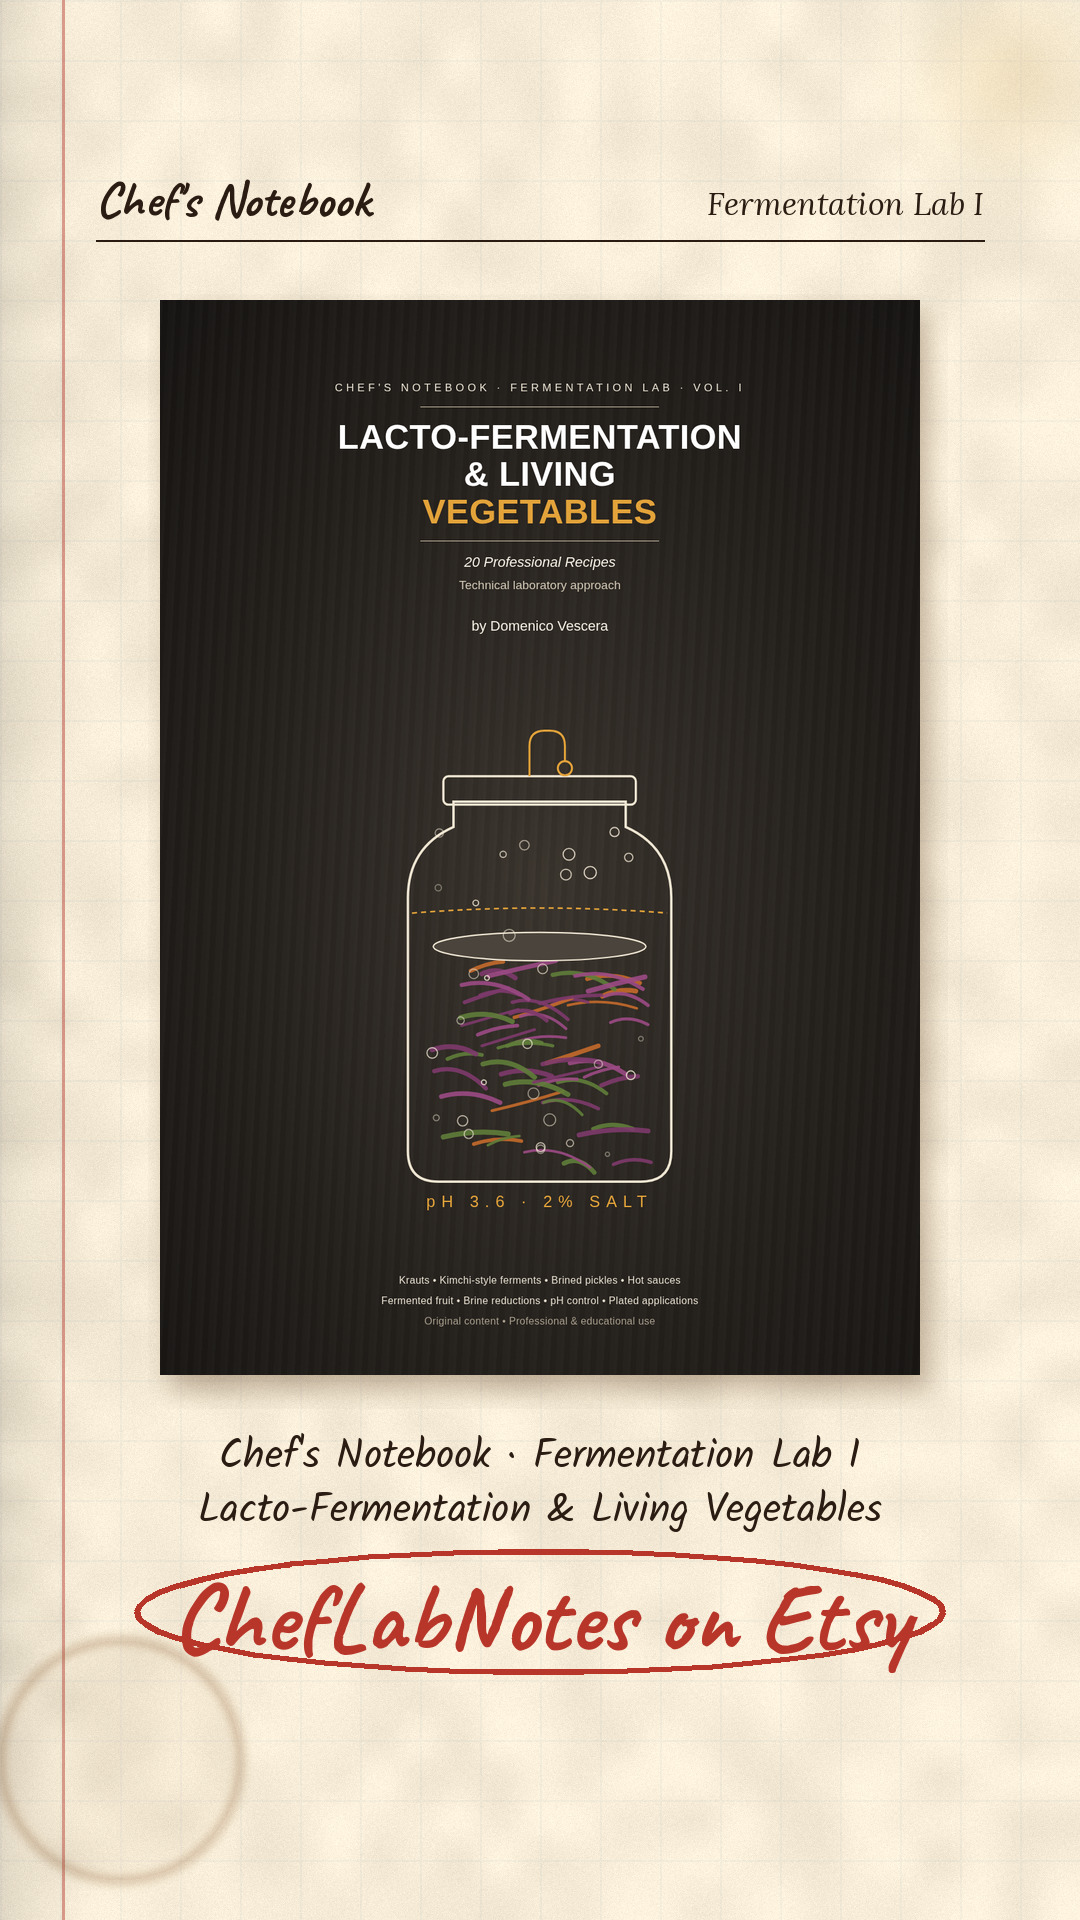 Chef's Notebook
Fermentation Lab I
CHEF'S NOTEBOOK · FERMENTATION LAB · VOL. I
LACTO-FERMENTATION
& LIVING
VEGETABLES
20 Professional Recipes
Technical laboratory approach
by Domenico Vescera
pH 3.6 · 2% SALT
Krauts • Kimchi-style ferments • Brined pickles • Hot sauces
Fermented fruit • Brine reductions • pH control • Plated applications
Original content • Professional & educational use
Chef's Notebook · Fermentation Lab I
Lacto-Fermentation & Living Vegetables
ChefLabNotes on Etsy